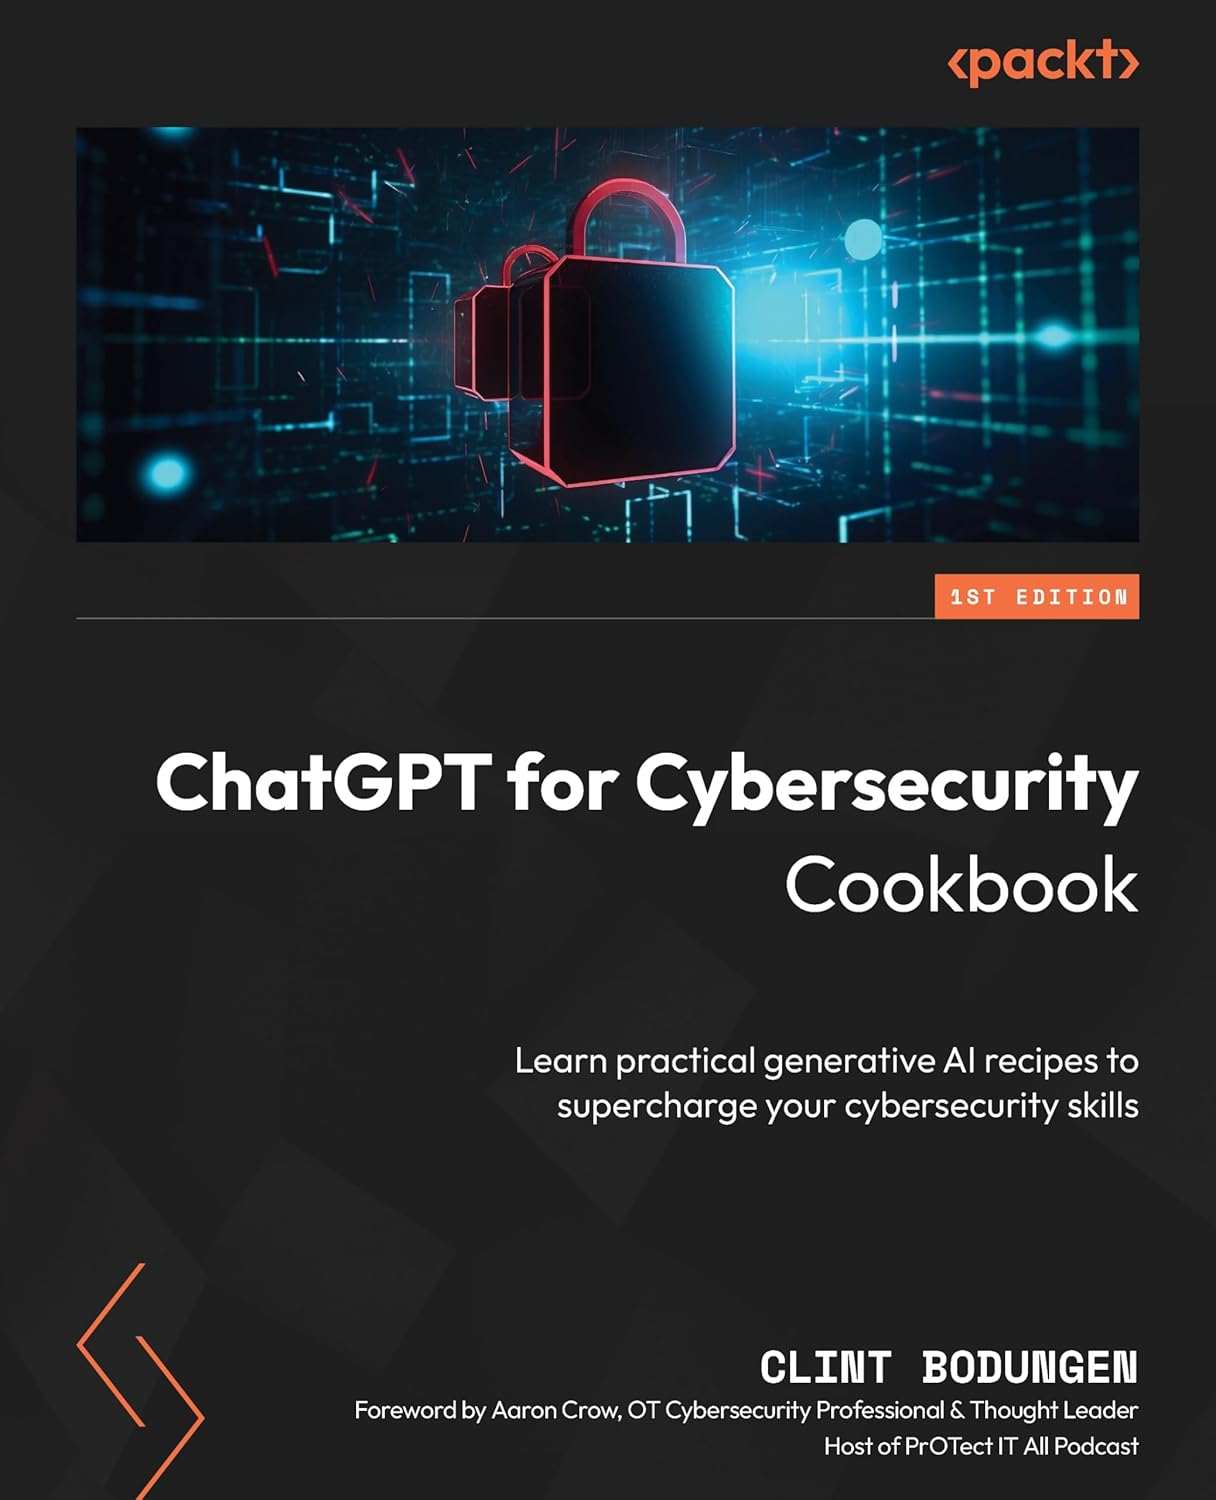 <packt>
1ST EDITION
ChatGPT for Cybersecurity
Cookbook
Learn practical generative AI recipes to
supercharge your cybersecurity skills
CLINT BODUNGEN
Foreword by Aaron Crow, OT Cybersecurity Professional & Thought Leader
Host of PrOTect IT All Podcast